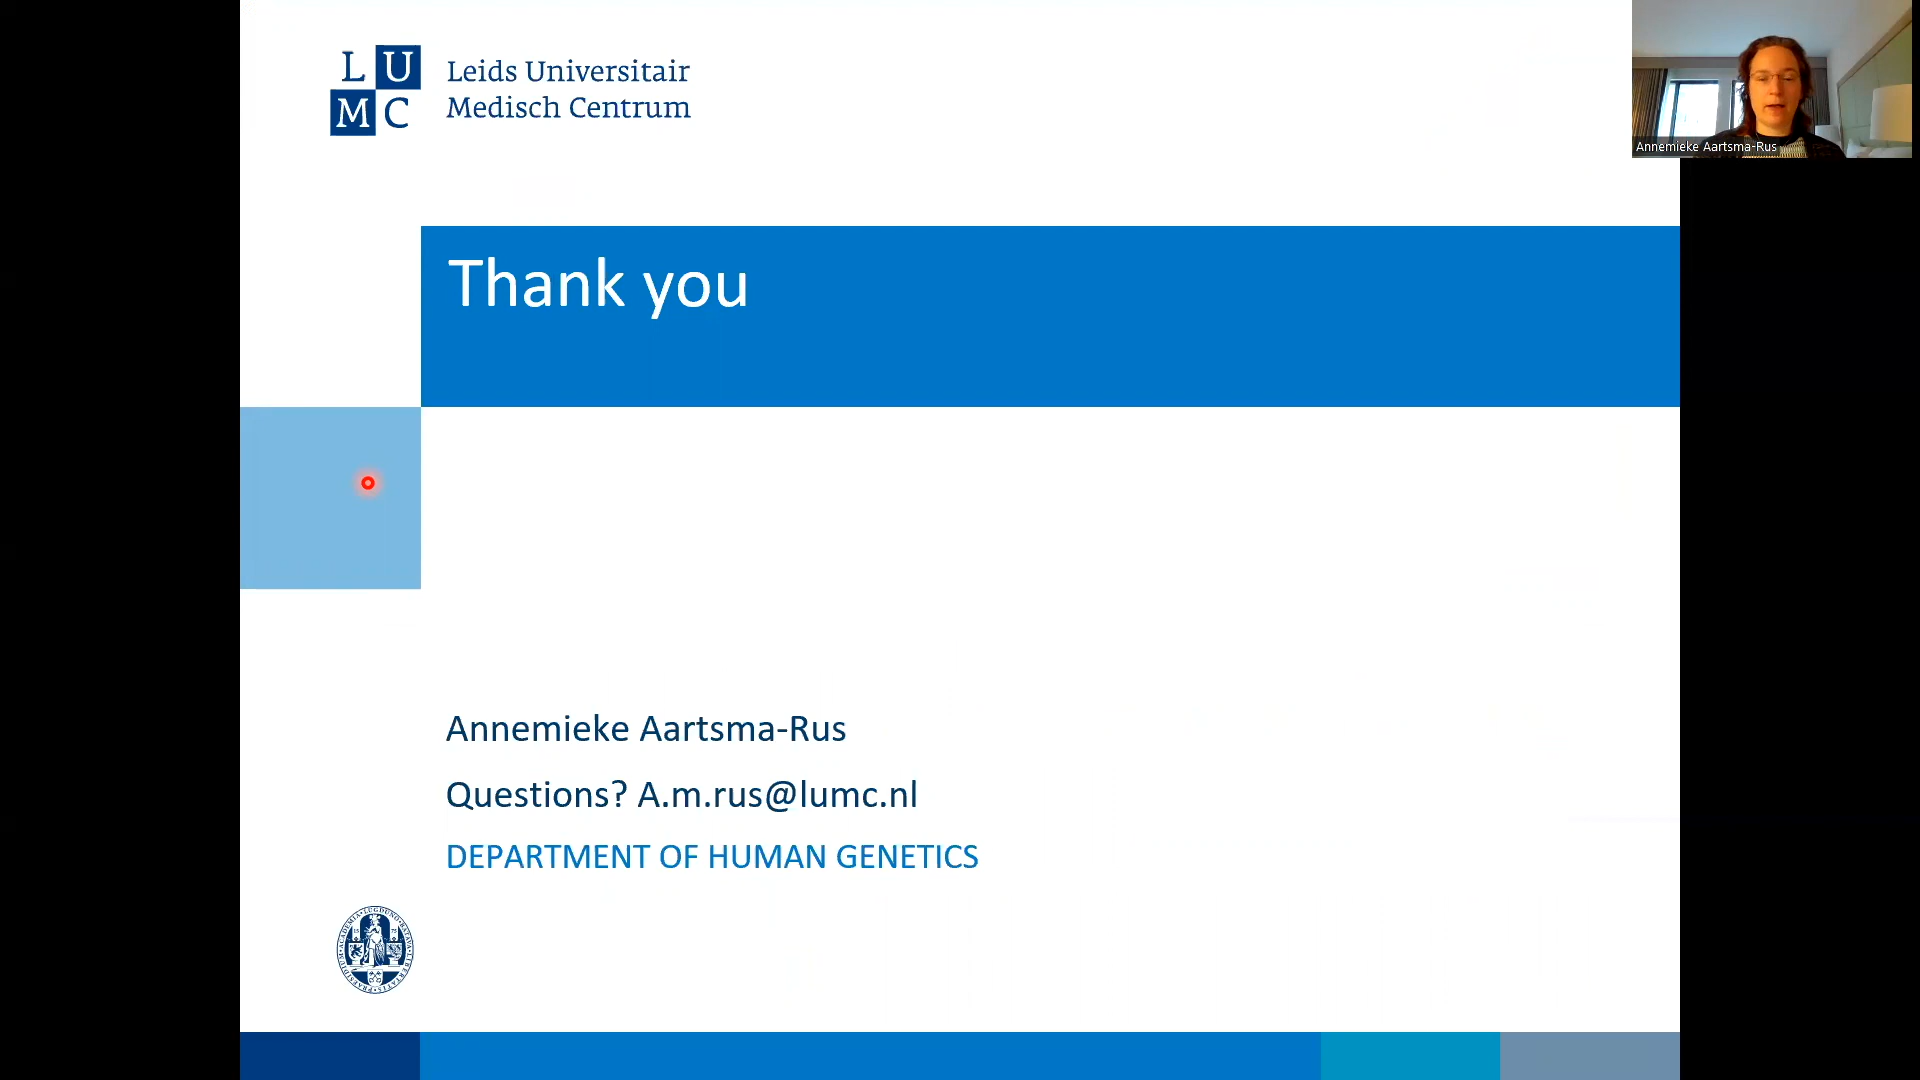 L U
M C
Leids Universitair
Medisch Centrum
Annemieke Aartsma-Rus
Thank you
Annemieke Aartsma-Rus
Questions? A.m.rus@lumc.nl
DEPARTMENT OF HUMAN GENETICS